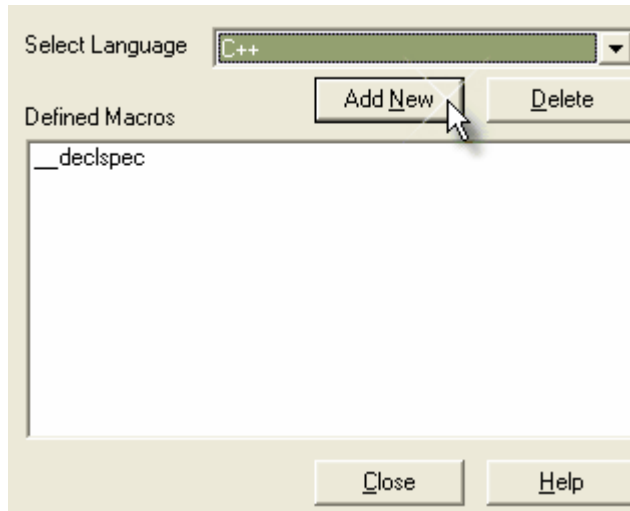 Select Language C++
Add New Delete
Defined Macros
__declspec
Close Help